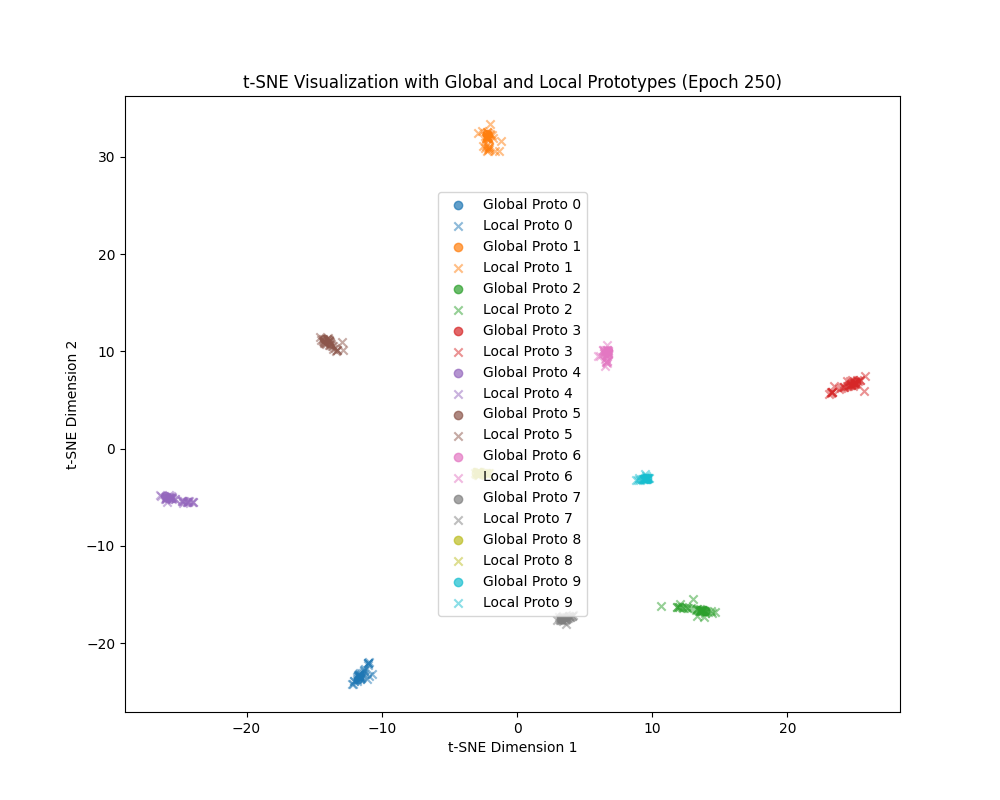 t-SNE Visualization with Global and Local Prototypes (Epoch 250)
t-SNE Dimension 2
30
20
10
0
−10
−20
Global Proto 0
Local Proto 0
Global Proto 1
Local Proto 1
Global Proto 2
Local Proto 2
Global Proto 3
Local Proto 3
Global Proto 4
Local Proto 4
Global Proto 5
Local Proto 5
Global Proto 6
Local Proto 6
Global Proto 7
Local Proto 7
Global Proto 8
Local Proto 8
Global Proto 9
Local Proto 9
−20 −10 0 10 20
t-SNE Dimension 1